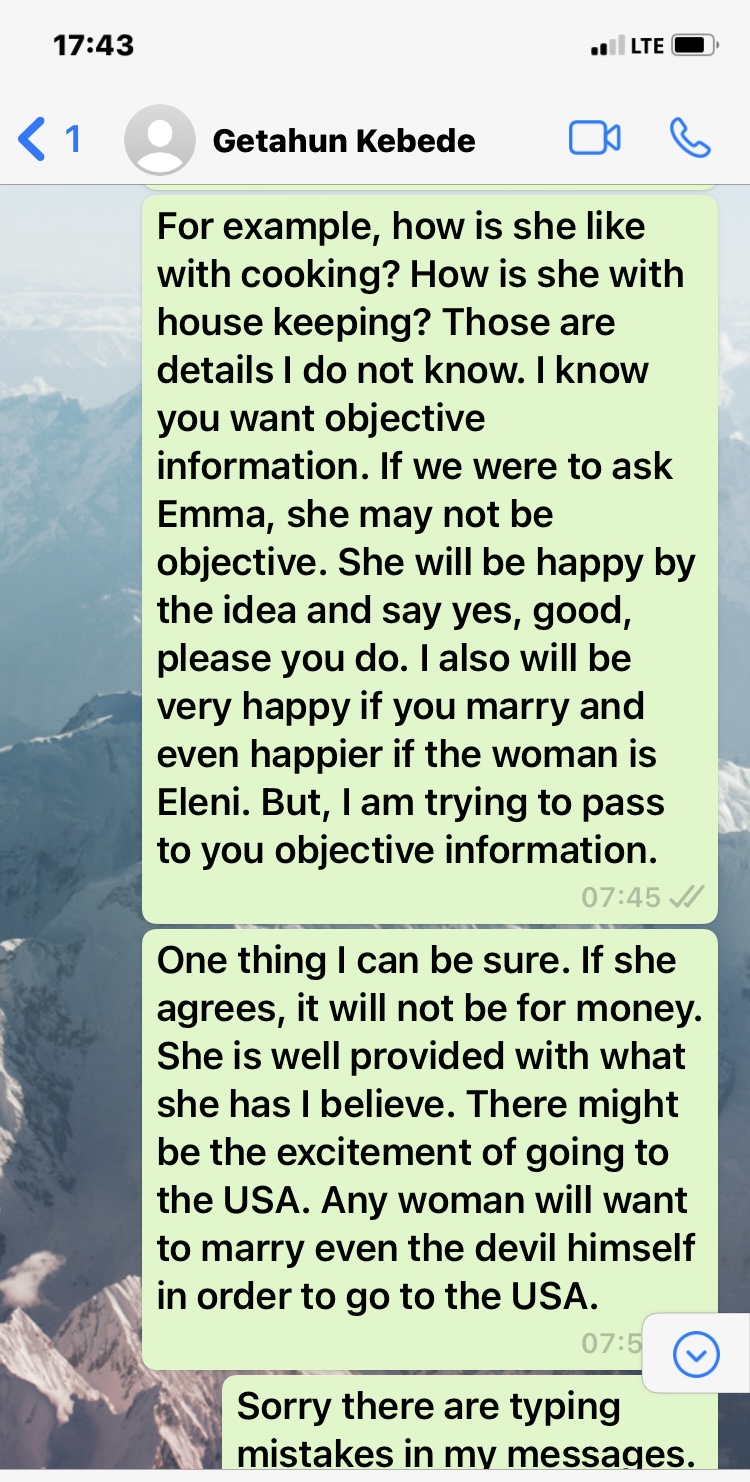 17:43
LTE
1
Getahun Kebede
For example, how is she like
with cooking? How is she with
house keeping? Those are
details I do not know. I know
you want objective
information. If we were to ask
Emma, she may not be
objective. She will be happy by
the idea and say yes, good,
please you do. I also will be
very happy if you marry and
even happier if the woman is
Eleni. But, I am trying to pass
to you objective information.
07:45
One thing I can be sure. If she
agrees, it will not be for money.
She is well provided with what
she has I believe. There might
be the excitement of going to
the USA. Any woman will want
to marry even the devil himself
in order to go to the USA.
07:5
Sorry there are typing
mistakes in my messages.